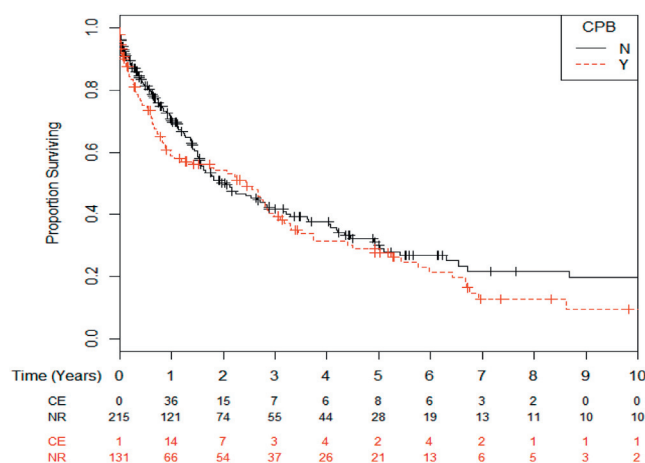 CPB
N
Y
Proportion Surviving
1.0
0.8
0.6
0.4
0.2
0.0
Time (Years) 0 1 2 3 4 5 6 7 8 9 10
CE 0 36 15 7 6 8 6 3 2 0 0
NR 215 121 74 55 44 28 19 13 11 10 10
CE 1 14 7 3 4 2 4 2 1 1 1
NR 131 66 54 37 26 21 13 6 5 3 2